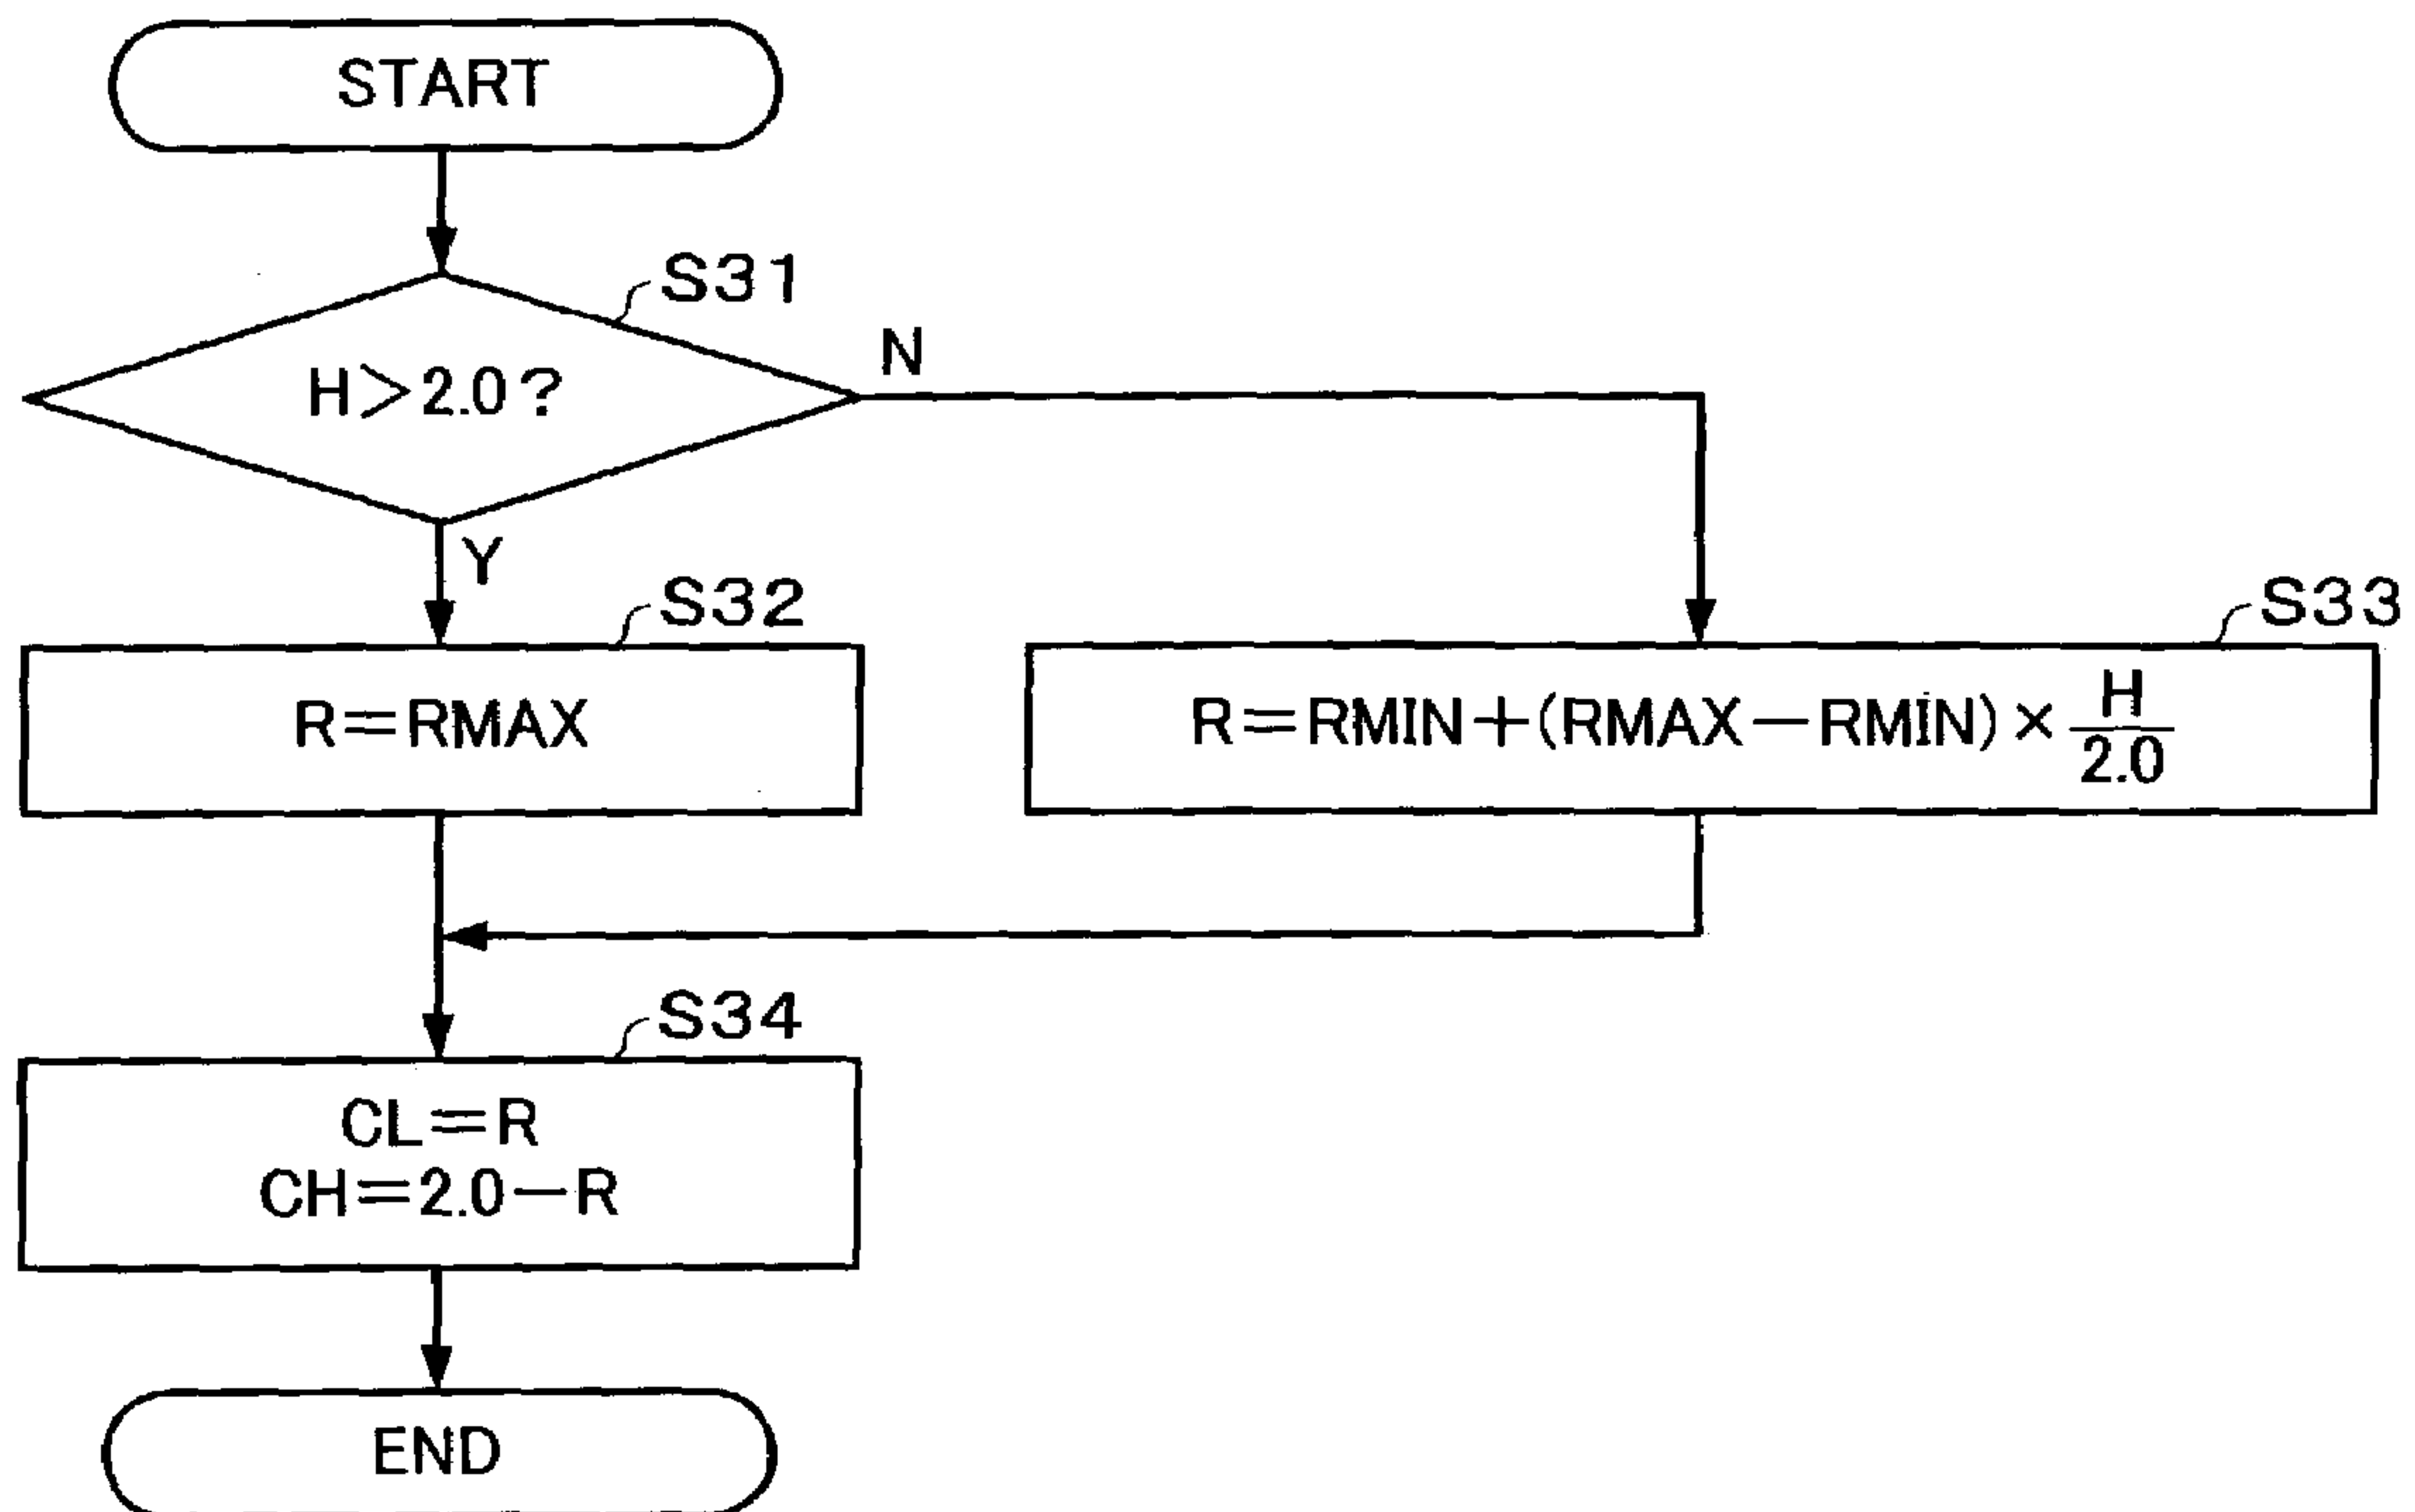 START
S31
H>2.0?
N
Y
S32
R=RMAX
S33
R=RMIN+(RMAX-RMIN)×H/2.0
S34
CL=R
CH=2.0-R
END